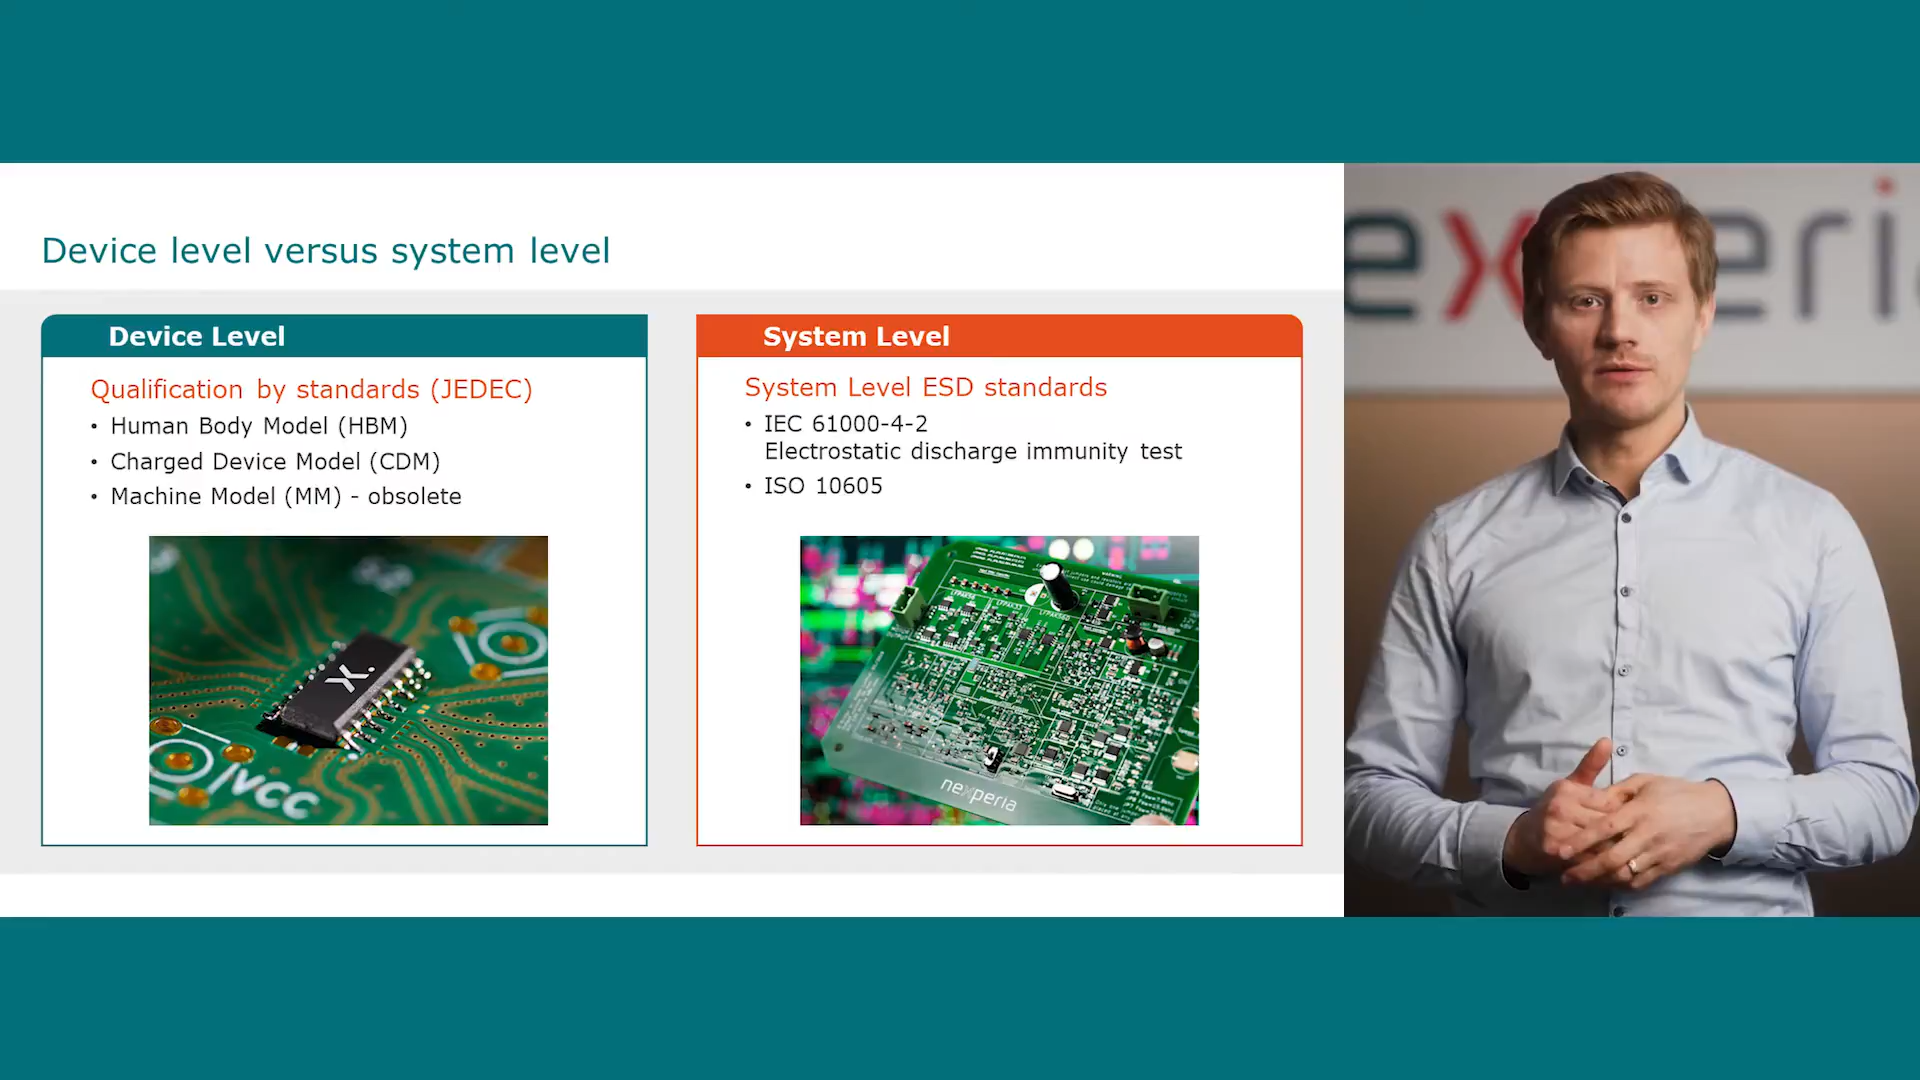 Device level versus system level
Device Level
Qualification by standards (JEDEC)
• Human Body Model (HBM)
• Charged Device Model (CDM)
• Machine Model (MM) - obsolete
VCC
System Level
System Level ESD standards
• IEC 61000-4-2
Electrostatic discharge immunity test
• ISO 10605
nexperia
experi